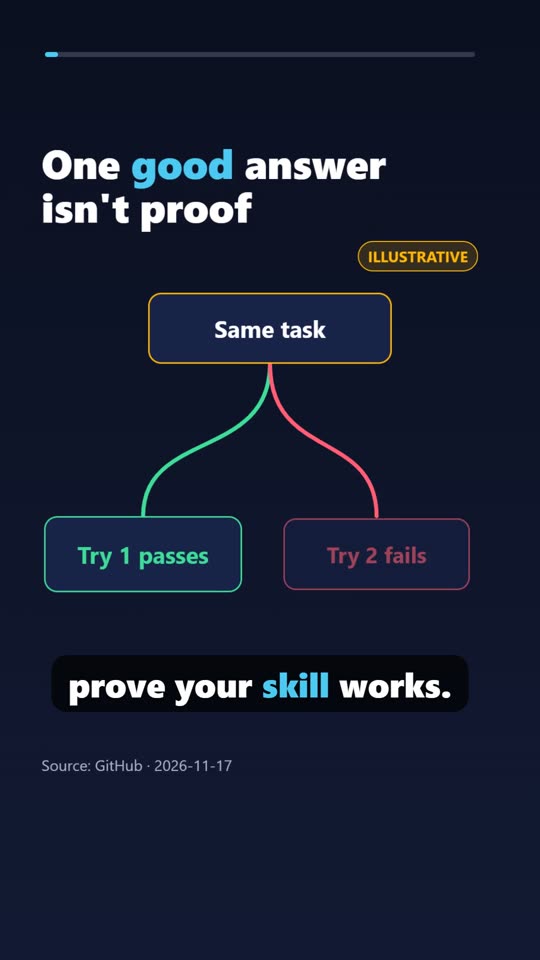 One good answer
isn't proof
ILLUSTRATIVE
Same task
Try 1 passes
Try 2 fails
prove your skill works.
Source: GitHub · 2026-11-17